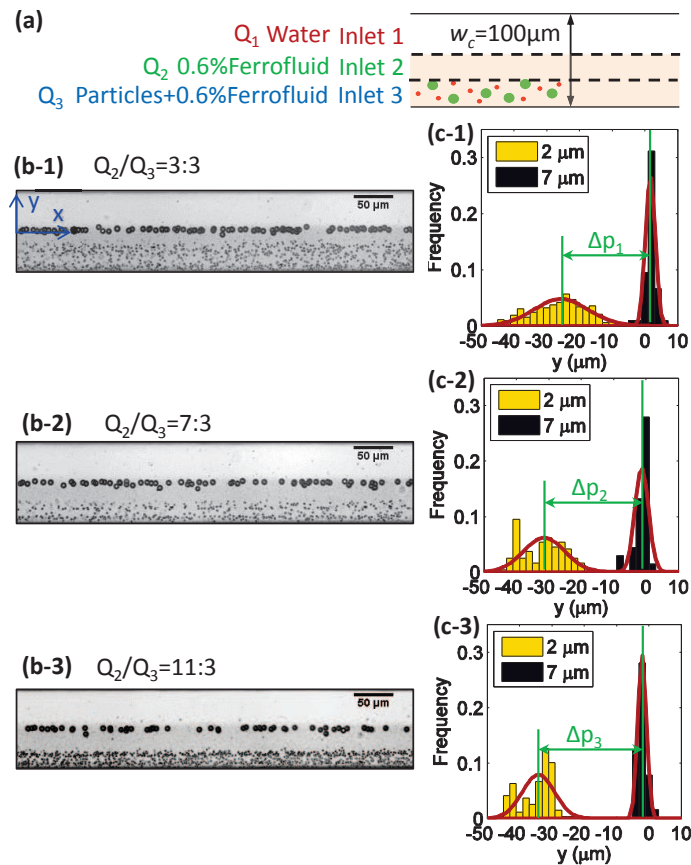 (a)
w_c=100μm
Q₁ Water Inlet 1
Q₂ 0.6%Ferrofluid Inlet 2
Q₃ Particles+0.6%Ferrofluid Inlet 3
(b-1) Q₂/Q₃=3:3
y
x
50 μm
(c-1)
2 μm
7 μm
Δp₁
Frequency
0.3
0.2
0.1
0
-50 -40 -30 -20 -10 0 10
y (μm)
(b-2) Q₂/Q₃=7:3
50 μm
(c-2)
2 μm
7 μm
Δp₂
Frequency
0.3
0.2
0.1
0
-50 -40 -30 -20 -10 0 10
y (μm)
(b-3) Q₂/Q₃=11:3
50 μm
(c-3)
2 μm
7 μm
Δp₃
Frequency
0.3
0.2
0.1
0
-50 -40 -30 -20 -10 0 10
y (μm)